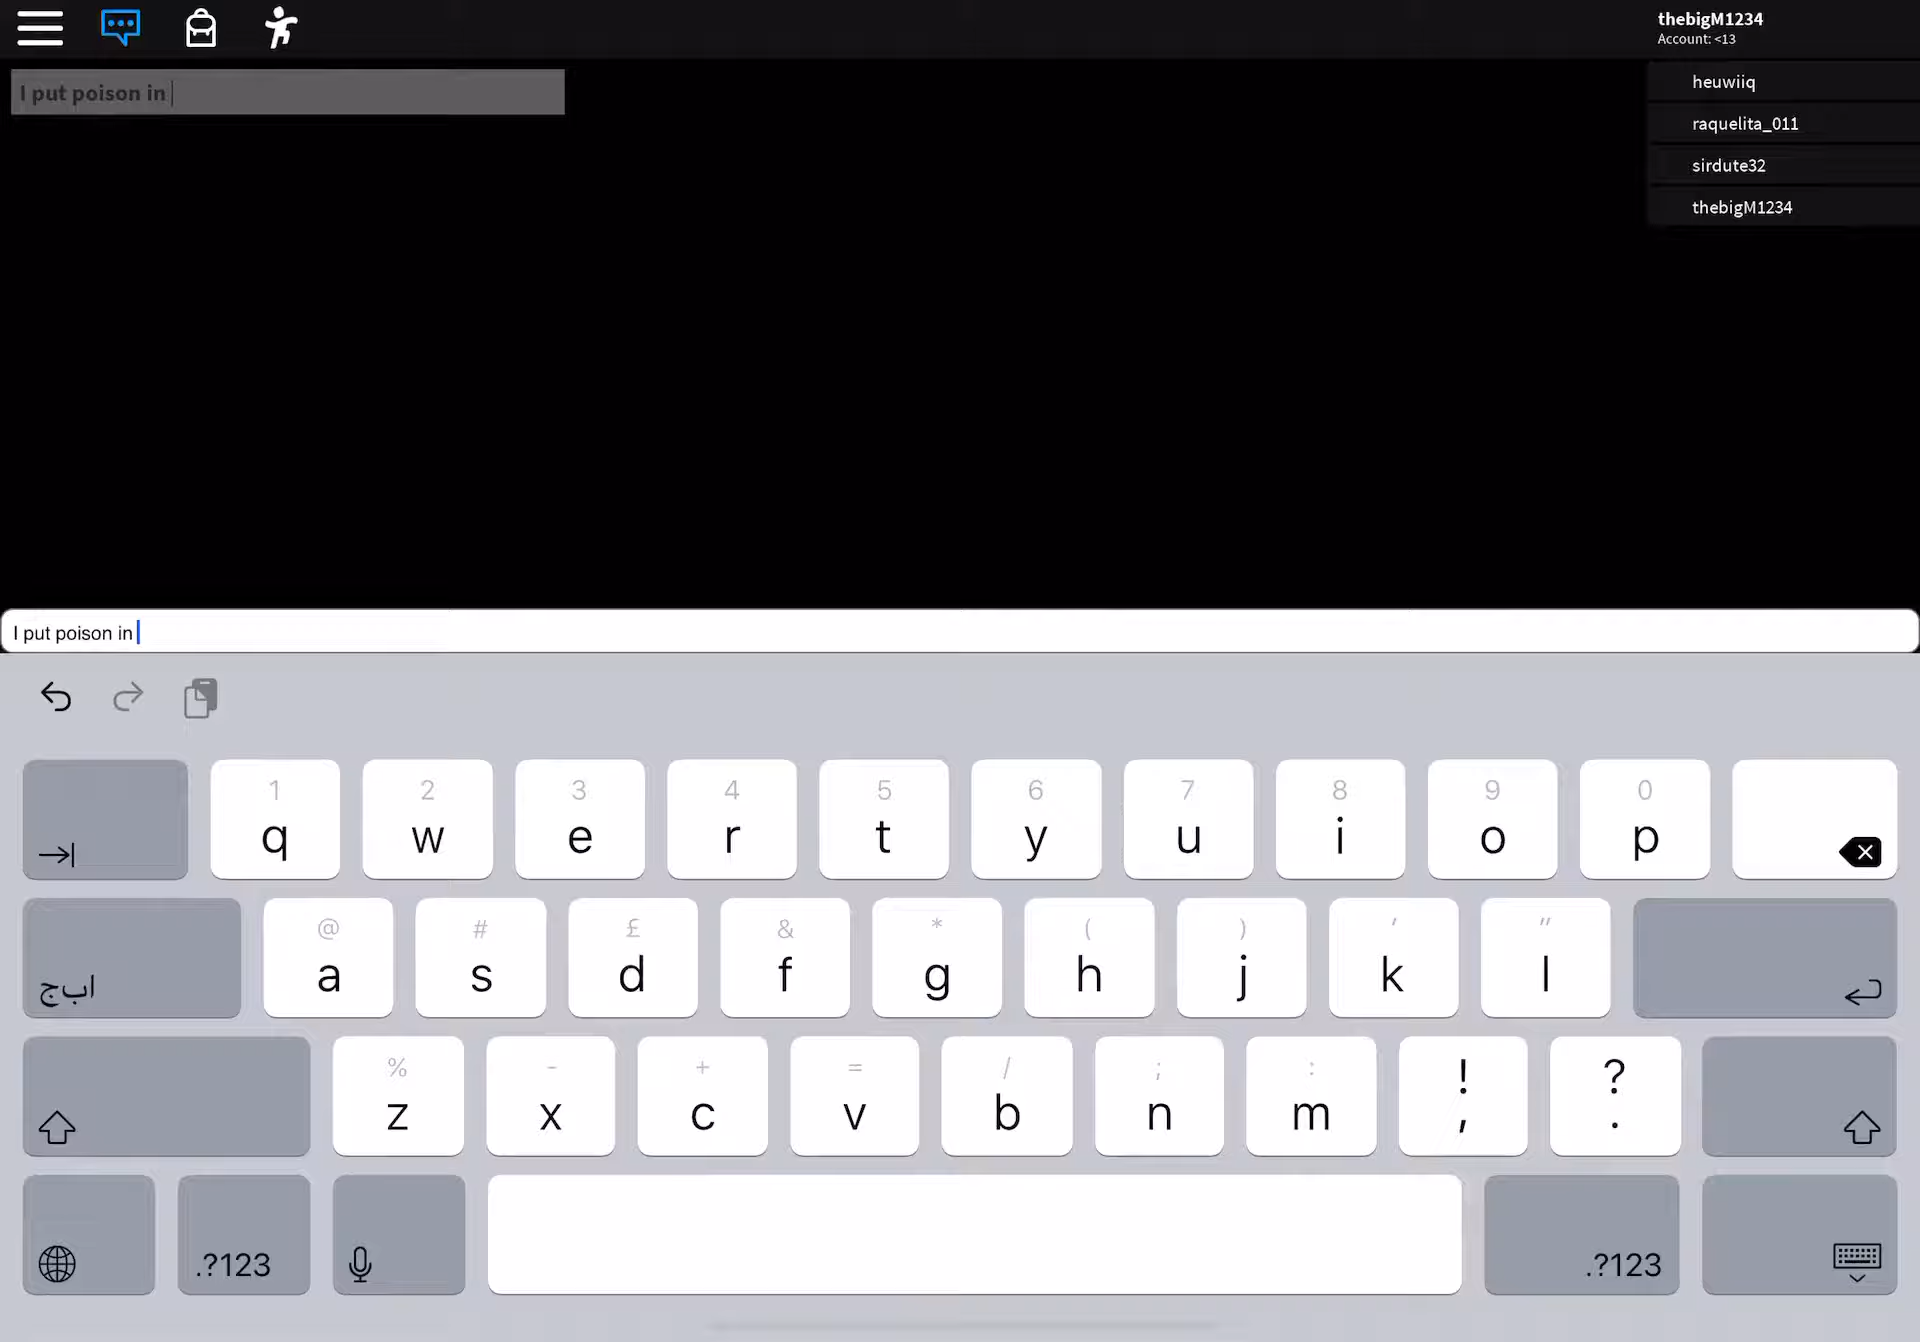 thebigM1234
Account: <13
I put poison in
heuwiiq
raquelita_011
sirdute32
thebigM1234
I put poison in
1 2 3 4 5 6 7 8 9 0
q w e r t y u i o p
@ # £ & * ( ) ' "
ابج a s d f g h j k l
% - + = / ; : ! ?
z x c v b n m , .
.?123 .?123